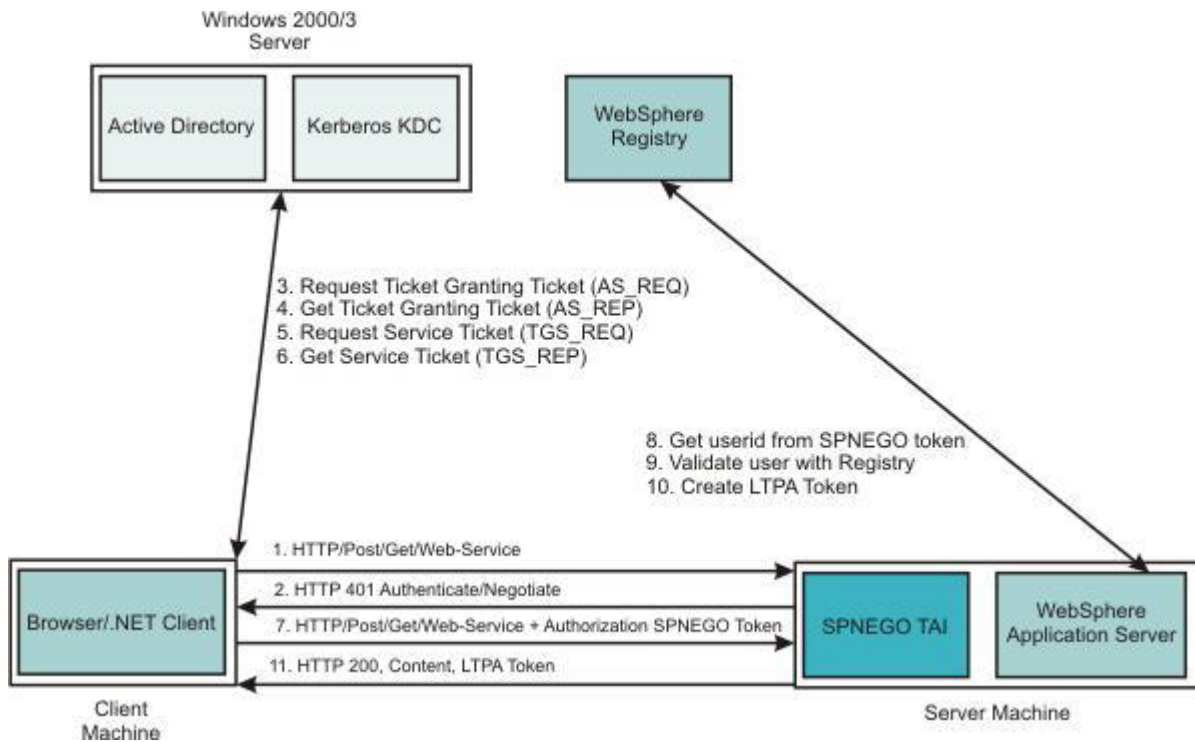 Windows 2000/3
Server
Active Directory
Kerberos KDC
WebSphere
Registry
3. Request Ticket Granting Ticket (AS_REQ)
4. Get Ticket Granting Ticket (AS_REP)
5. Request Service Ticket (TGS_REQ)
6. Get Service Ticket (TGS_REP)
8. Get userid from SPNEGO token
9. Validate user with Registry
10. Create LTPA Token
1. HTTP/Post/Get/Web-Service
2. HTTP 401 Authenticate/Negotiate
7. HTTP/Post/Get/Web-Service + Authorization SPNEGO Token
11. HTTP 200, Content, LTPA Token
Browser/.NET Client
SPNEGO TAI
WebSphere
Application Server
Client
Machine
Server Machine